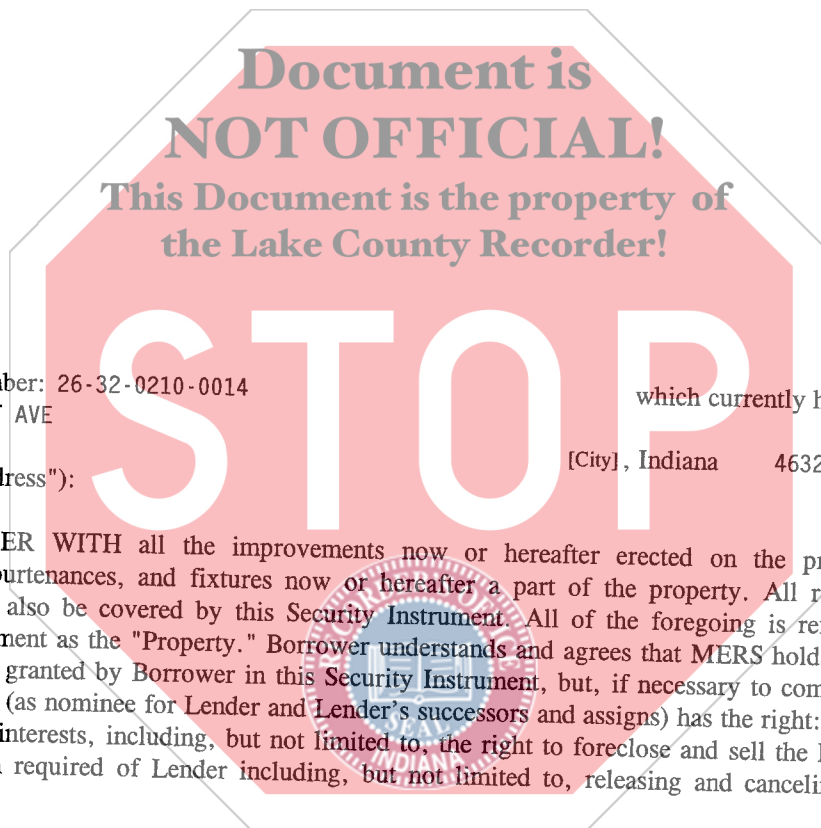 Document is
NOT OFFICIAL!
This Document is the property of
the Lake County Recorder!
STOP
ber: 26-32-0210-0014 which currently h
AVE
[City], Indiana 4632
dress"):
ER WITH all the improvements now or hereafter erected on the pr
ourtenances, and fixtures now or hereafter a part of the property. All r
also be covered by this Security Instrument. All of the foregoing is re
ment as the "Property." Borrower understands and agrees that MERS hold
granted by Borrower in this Security Instrument, but, if necessary to com
(as nominee for Lender and Lender's successors and assigns) has the right:
interests, including, but not limited to, the right to foreclose and sell the
required of Lender including, but not limited to, releasing and canceli
SEAL
INDIANA